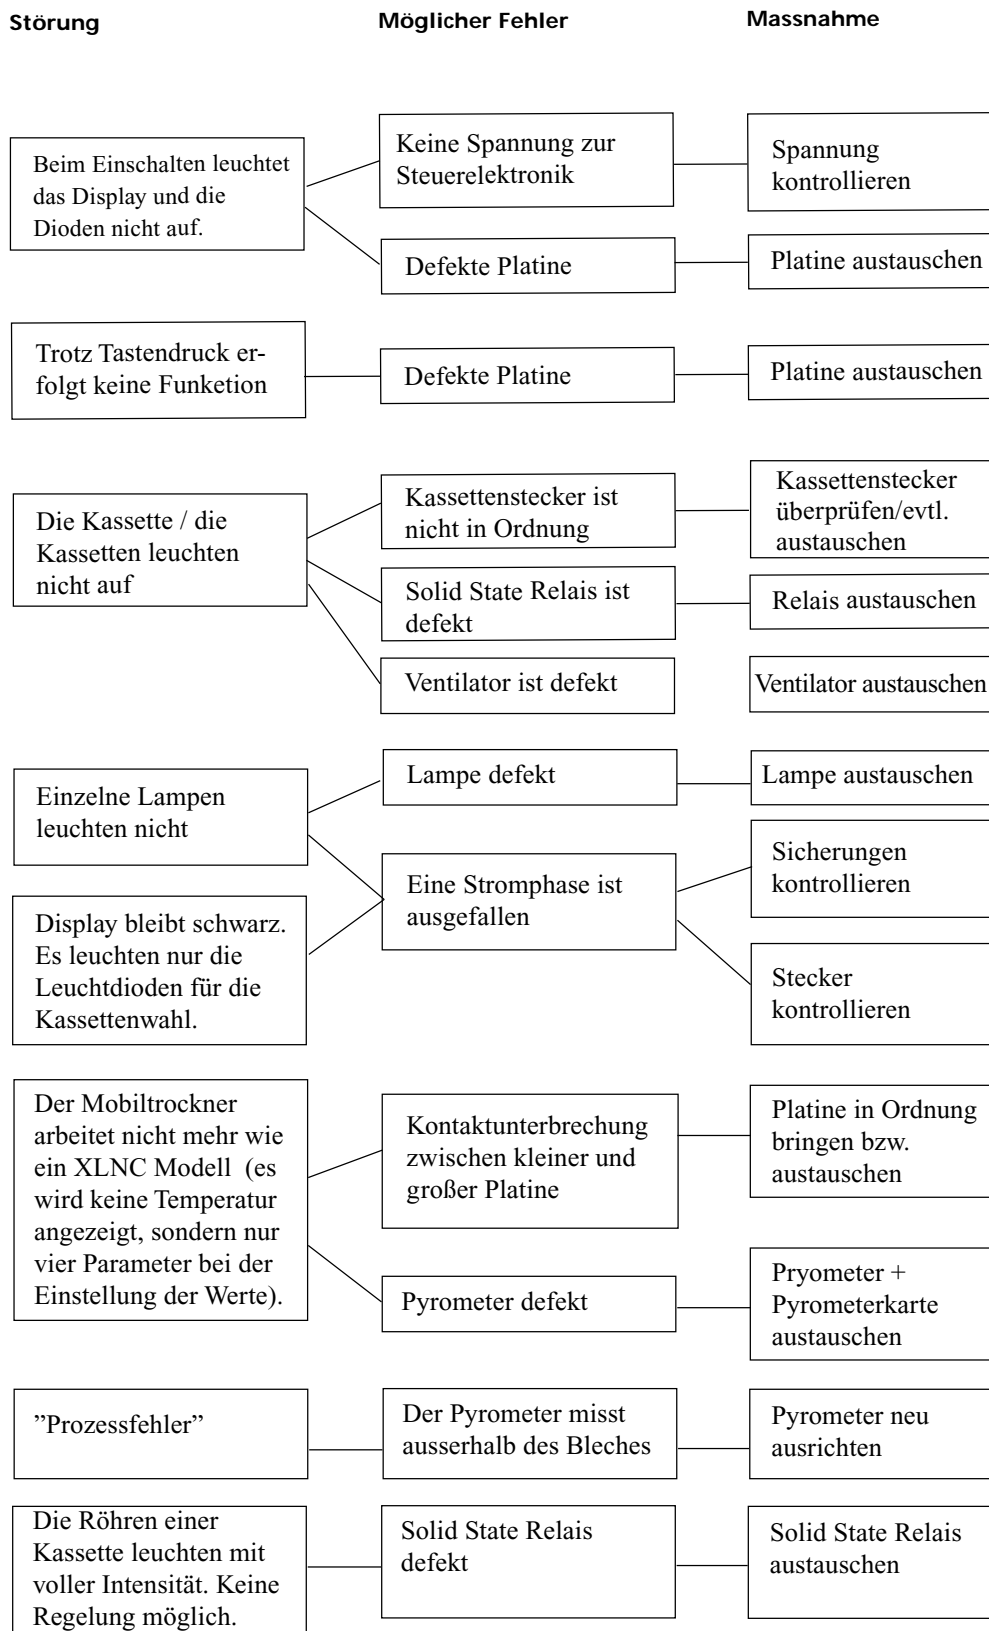 Störung
Möglicher Fehler
Massnahme
Beim Einschalten leuchtet
das Display und die
Dioden nicht auf.
Keine Spannung zur
Steuerelektronik
Spannung
kontrollieren
Defekte Platine
Platine austauschen
Trotz Tastendruck er-
folgt keine Funketion
Defekte Platine
Platine austauschen
Die Kassette / die
Kassetten leuchten
nicht auf
Kassettenstecker ist
nicht in Ordnung
Kassettenstecker
überprüfen/evtl.
austauschen
Solid State Relais ist
defekt
Relais austauschen
Ventilator ist defekt
Ventilator austauschen
Einzelne Lampen
leuchten nicht
Lampe defekt
Lampe austauschen
Display bleibt schwarz.
Es leuchten nur die
Leuchtdioden für die
Kassettenwahl.
Eine Stromphase ist
ausgefallen
Sicherungen
kontrollieren
Stecker
kontrollieren
Der Mobiltrockner
arbeitet nicht mehr wie
ein XLNC Modell  (es
wird keine Temperatur
angezeigt, sondern nur
vier Parameter bei der
Einstellung der Werte).
Kontaktunterbrechung
zwischen kleiner und
großer Platine
Platine in Ordnung
bringen bzw.
austauschen
Pyrometer defekt
Pryometer +
Pyrometerkarte
austauschen
”Prozessfehler”
Der Pyrometer misst
ausserhalb des Bleches
Pyrometer neu
ausrichten
Die Röhren einer
Kassette leuchten mit
voller Intensität. Keine
Regelung möglich.
Solid State Relais
defekt
Solid State Relais
austauschen